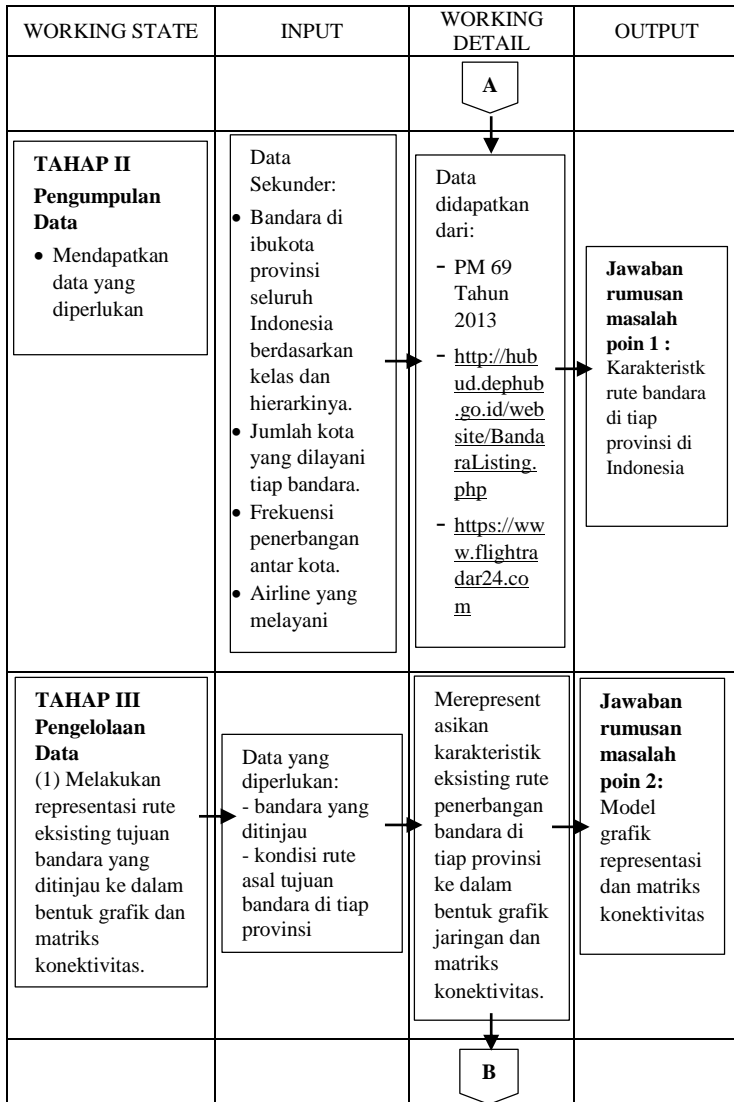 WORKING STATE
INPUT
WORKING
DETAIL
OUTPUT
A
TAHAP II
Pengumpulan
Data
• Mendapatkan
data yang
diperlukan
Data
Sekunder:
• Bandara di
ibukota
provinsi
seluruh
Indonesia
berdasarkan
kelas dan
hierarkinya.
• Jumlah kota
yang dilayani
tiap bandara.
• Frekuensi
penerbangan
antar kota.
• Airline yang
melayani
Data
didapatkan
dari:
- PM 69
Tahun
2013
- http://hub
ud.dephub
.go.id/web
site/Banda
raListing.
php
- https://ww
w.flightra
dar24.co
m
Jawaban
rumusan
masalah
poin 1 :
Karakteristk
rute bandara
di tiap
provinsi di
Indonesia
TAHAP III
Pengelolaan
Data
(1) Melakukan
representasi rute
eksisting tujuan
bandara yang
ditinjau ke dalam
bentuk grafik dan
matriks
konektivitas.
Data yang
diperlukan:
- bandara yang
ditinjau
- kondisi rute
asal tujuan
bandara di tiap
provinsi
Merepresent
asikan
karakteristik
eksisting rute
penerbangan
bandara di
tiap provinsi
ke dalam
bentuk grafik
jaringan dan
matriks
konektivitas.
Jawaban
rumusan
masalah
poin 2:
Model
grafik
representasi
dan matriks
konektivitas
B